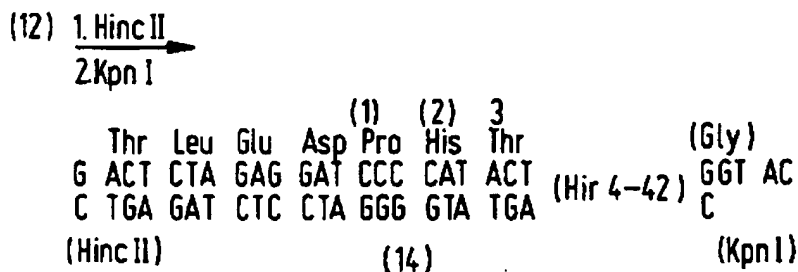 (12) 1. Hinc II
2. Kpn I
(1) (2) 3
Thr Leu Glu Asp Pro His Thr (Gly)
G ACT CTA GAG GAT CCC CAT ACT (Hir 4-42) GGT AC
C TGA GAT CTC CTA GGG GTA TGA C
(Hinc II) (14) (Kpn I)